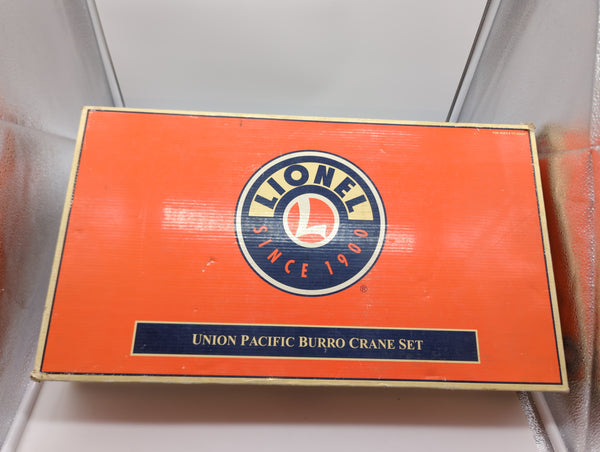 LIONEL
L
SINCE 1900
®
UNION PACIFIC BURRO CRANE SET